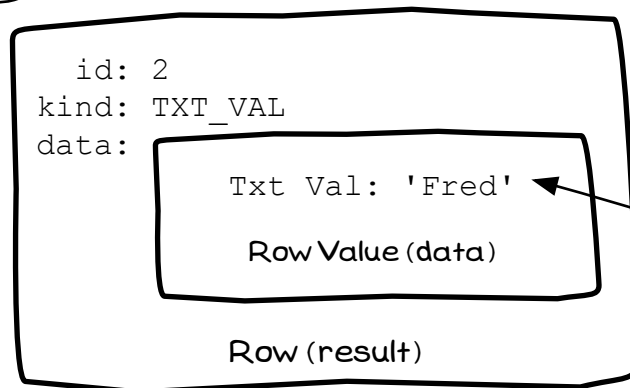 id: 2
kind: TXT_VAL
data:
Txt Val: 'Fred'
Row Value (data)
Row (result)